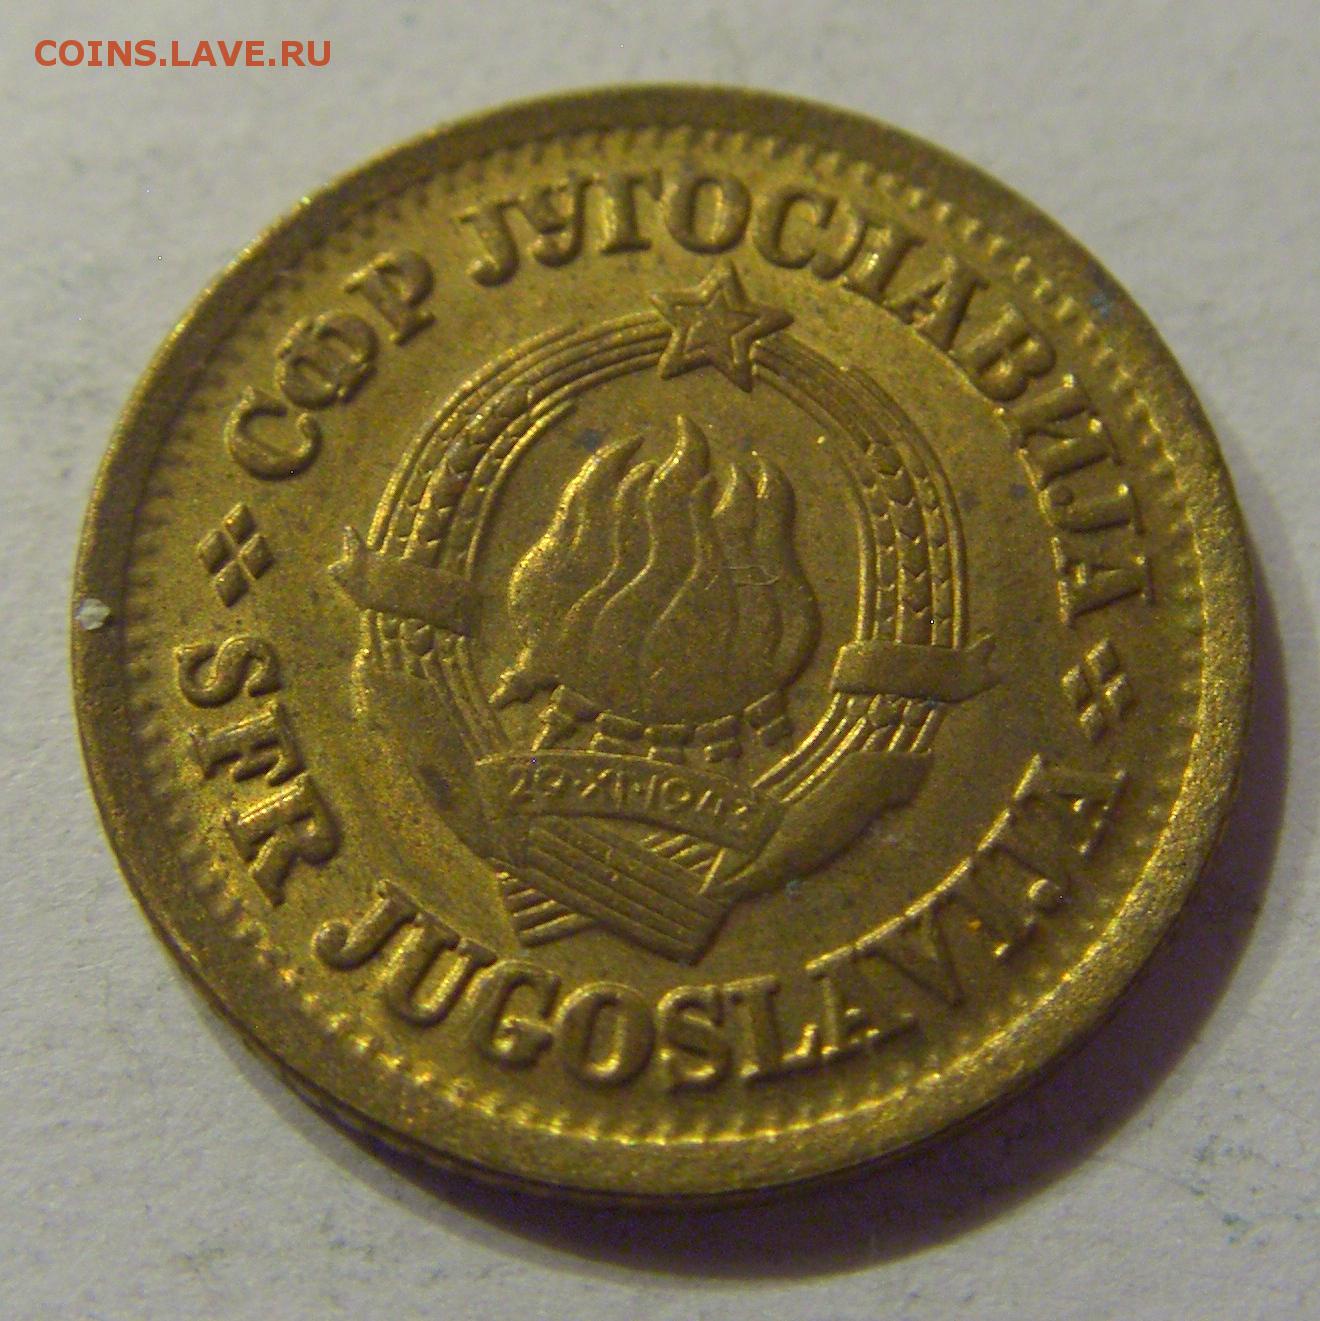 COINS.LAVE.RU
СФР ЈУГОСЛАВИЈА
SFR JUGOSLAVIJA
29·XI·1943